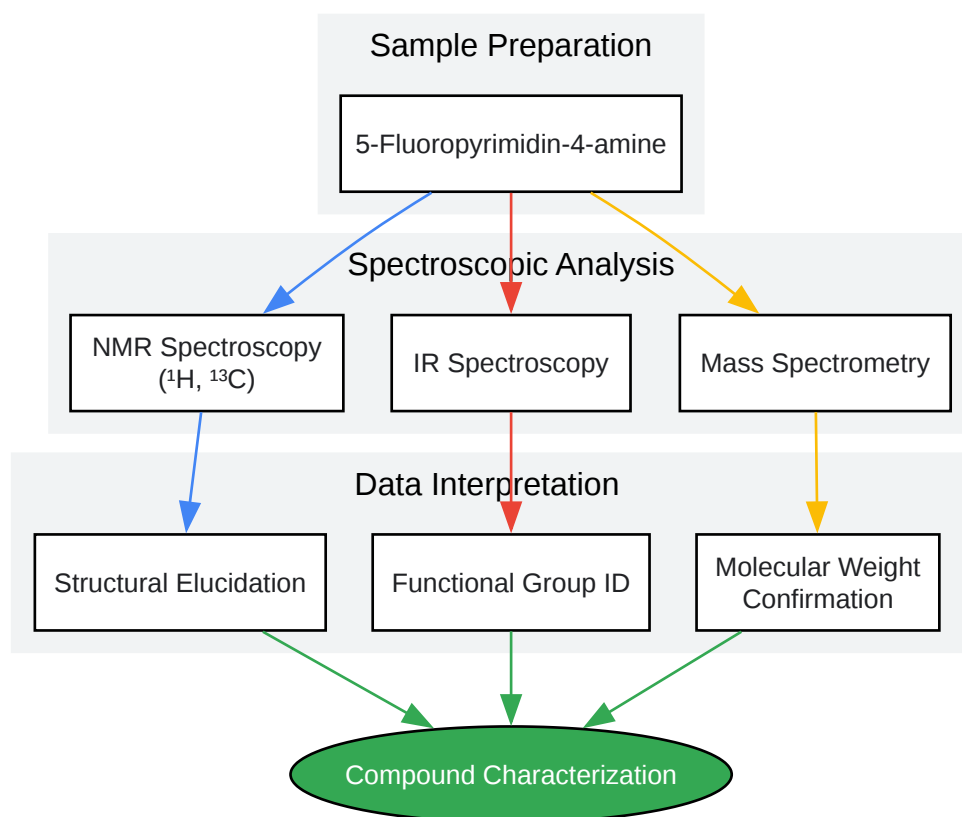 Sample Preparation
5-Fluoropyrimidin-4-amine
Spectroscopic Analysis
NMR Spectroscopy
(¹H, ¹³C)
IR Spectroscopy
Mass Spectrometry
Data Interpretation
Structural Elucidation
Functional Group ID
Molecular Weight
Confirmation
Compound Characterization